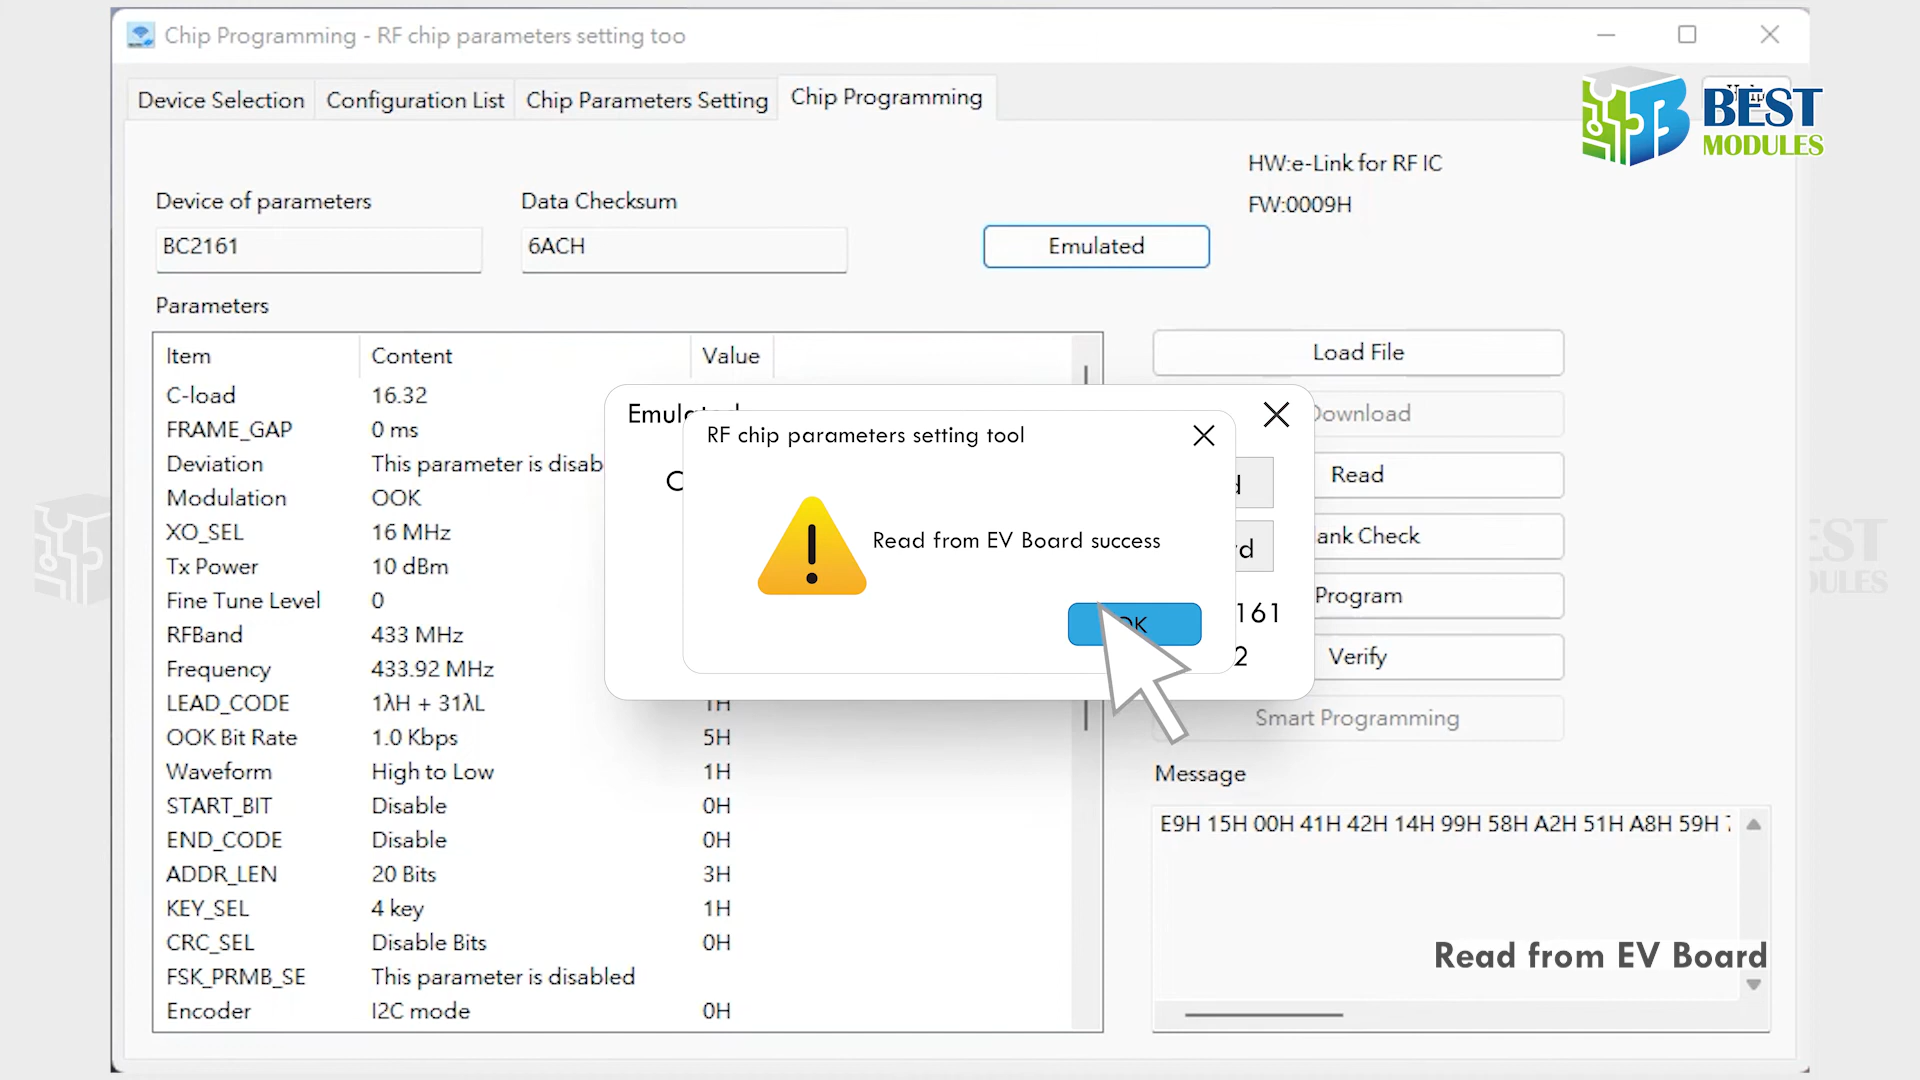 Chip Programming - RF chip parameters setting too
Device Selection
Configuration List
Chip Parameters Setting
Chip Programming
BEST
MODULES
HW:e-Link for RF IC
FW:0009H
Device of parameters
Data Checksum
BC2161
6ACH
Emulated
Parameters
Item Content Value
C-load 16.32
FRAME_GAP 0 ms
Deviation This parameter is disab
Modulation OOK
XO_SEL 16 MHz
Tx Power 10 dBm
Fine Tune Level 0
RFBand 433 MHz
Frequency 433.92 MHz
LEAD_CODE 1λH + 31λL 1H
OOK Bit Rate 1.0 Kbps 5H
Waveform High to Low 1H
START_BIT Disable 0H
END_CODE Disable 0H
ADDR_LEN 20 Bits 3H
KEY_SEL 4 key 1H
CRC_SEL Disable Bits 0H
FSK_PRMB_SE This parameter is disabled
Encoder I2C mode 0H
Load File
Download
Read
lank Check
Program
Verify
Smart Programming
RF chip parameters setting tool
Read from EV Board success
OK
161
2
Message
E9H 15H 00H 41H 42H 14H 99H 58H A2H 51H A8H 59H
Read from EV Board